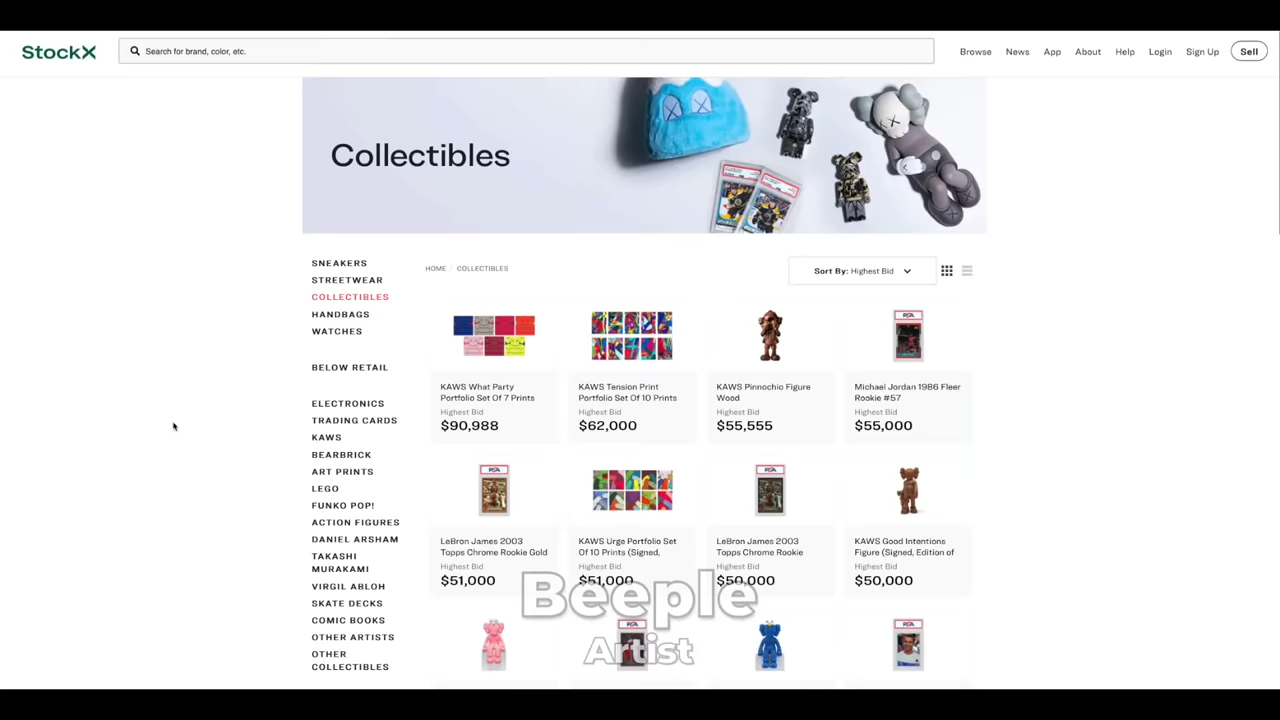 StockX
Search for brand, color, etc.
Browse
News
App
About
Help
Login
Sign Up
Sell
Collectibles
SNEAKERS
STREETWEAR
COLLECTIBLES
HANDBAGS
WATCHES
BELOW RETAIL
ELECTRONICS
TRADING CARDS
KAWS
BEARBRICK
ART PRINTS
LEGO
FUNKO POP!
ACTION FIGURES
DANIEL ARSHAM
TAKASHI
MURAKAMI
VIRGIL ABLOH
SKATE DECKS
COMIC BOOKS
OTHER ARTISTS
OTHER
COLLECTIBLES
HOME / COLLECTIBLES
Sort By: Highest Bid
KAWS What Party
Portfolio Set Of 7 Prints
Highest Bid
$90,988
KAWS Tension Print
Portfolio Set Of 10 Prints
Highest Bid
$62,000
KAWS Pinnochio Figure
Wood
Highest Bid
$55,555
PSA
Michael Jordan 1986 Fleer
Rookie #57
Highest Bid
$55,000
PSA
LeBron James 2003
Topps Chrome Rookie Gold
Highest Bid
$51,000
KAWS Urge Portfolio Set
Of 10 Prints (Signed,
Highest Bid
$51,000
PSA
LeBron James 2003
Topps Chrome Rookie
Highest Bid
$50,000
KAWS Good Intentions
Figure (Signed, Edition of
Highest Bid
$50,000
PSA
PSA
Beeple
Artist